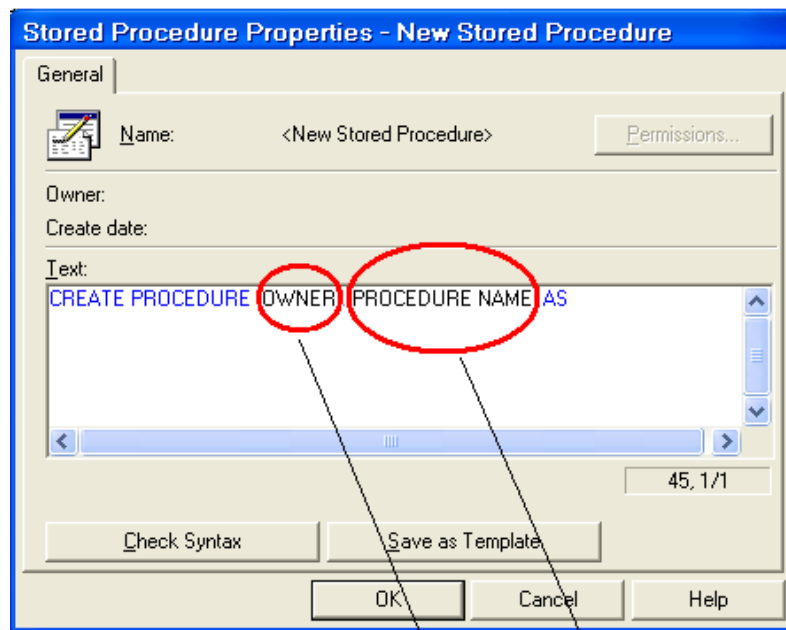 Stored Procedure Properties - New Stored Procedure
General
Name: <New Stored Procedure> Permissions...
Owner:
Create date:
Text:
CREATE PROCEDURE OWNER PROCEDURE NAME AS
45, 1/1
Check Syntax Save as Template
OK Cancel Help